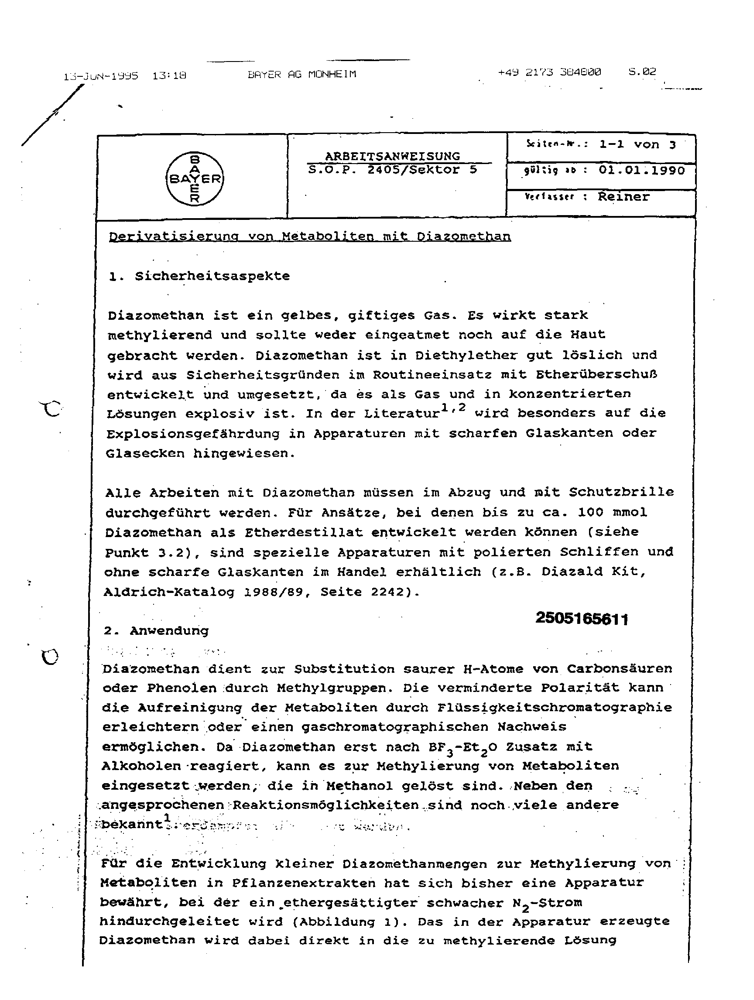 13-JUN-1995 13:18 BAYER AG MONHEIM +49 2173 384800 S.02
BAYER
BAYER
ARBEITSANWEISUNG
S.O.P. 2405/Sektor 5
Seiten-Nr.: 1-1 von 3
gültig ab : 01.01.1990
Verfasser : Reiner
Derivatisierung von Metaboliten mit Diazomethan
1. Sicherheitsaspekte
Diazomethan ist ein gelbes, giftiges Gas. Es wirkt stark
methylierend und sollte weder eingeatmet noch auf die Haut
gebracht werden. Diazomethan ist in Diethylether gut löslich und
wird aus Sicherheitsgründen im Routineeinsatz mit Etherüberschuß
entwickelt und umgesetzt, da es als Gas und in konzentrierten
Lösungen explosiv ist. In der Literatur1,2 wird besonders auf die
Explosionsgefährdung in Apparaturen mit scharfen Glaskanten oder
Glasecken hingewiesen.
Alle Arbeiten mit Diazomethan müssen im Abzug und mit Schutzbrille
durchgeführt werden. Für Ansätze, bei denen bis zu ca. 100 mmol
Diazomethan als Etherdestillat entwickelt werden können (siehe
Punkt 3.2), sind spezielle Apparaturen mit polierten Schliffen und
ohne scharfe Glaskanten im Handel erhältlich (z.B. Diazald Kit,
Aldrich-Katalog 1988/89, Seite 2242).
2505165611
2. Anwendung
Diazomethan dient zur Substitution saurer H-Atome von Carbonsäuren
oder Phenolen durch Methylgruppen. Die verminderte Polarität kann
die Aufreinigung der Metaboliten durch Flüssigkeitschromatographie
erleichtern oder einen gaschromatographischen Nachweis
ermöglichen. Da Diazomethan erst nach BF3-Et2O Zusatz mit
Alkoholen reagiert, kann es zur Methylierung von Metaboliten
eingesetzt werden, die in Methanol gelöst sind. Neben den
angesprochenen Reaktionsmöglichkeiten sind noch viele andere
bekannt1.
Für die Entwicklung kleiner Diazomethanmengen zur Methylierung von
Metaboliten in Pflanzenextrakten hat sich bisher eine Apparatur
bewährt, bei der ein ethergesättigter schwacher N2-Strom
hindurchgeleitet wird (Abbildung 1). Das in der Apparatur erzeugte
Diazomethan wird dabei direkt in die zu methylierende Lösung